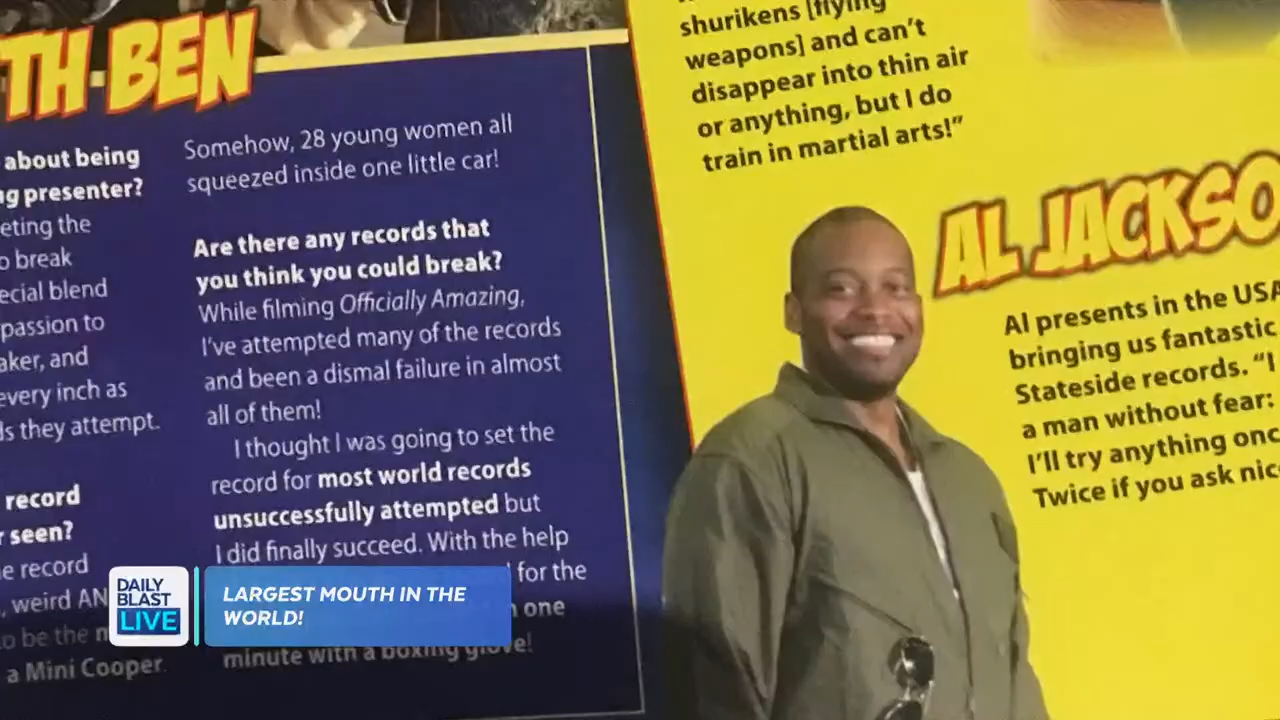 TH BEN
about being
presenter?
eting the
break
ecial blend
passion to
aker, and
every inch as
they attempt.
record
seen?
record
weird
to be the
a Mini Cooper.
Somehow, 28 young women all
squeezed inside one little car!
Are there any records that
you think you could break?
While filming Officially Amazing,
I've attempted many of the records
and been a dismal failure in almost
all of them!
I thought I was going to set the
record for most world records
unsuccessfully attempted but
I did finally succeed. With the help
for the
one
minute with a boxing glove!
shurikens [flying
weapons] and can't
disappear into thin air
or anything, but I do
train in martial arts!"
AL JACKSO
Al presents in the USA
bringing us fantastic
Stateside records. "I
a man without fear:
I'll try anything onc
Twice if you ask nic
DAILY
BLAST
LIVE
LARGEST MOUTH IN THE
WORLD!